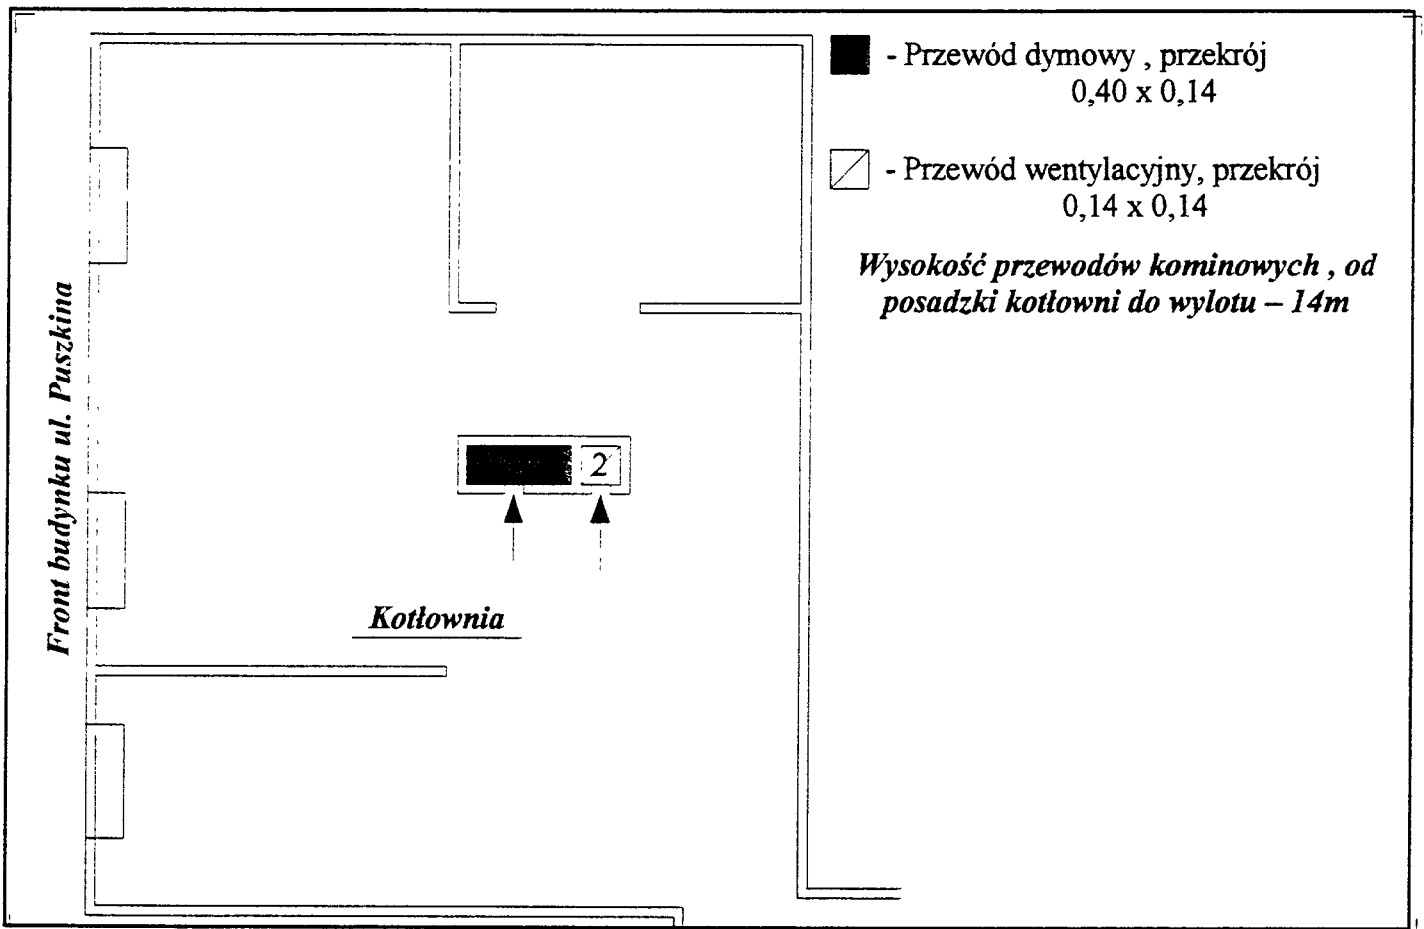 - Przewód dymowy , przekrój
0,40 x 0,14
- Przewód wentylacyjny, przekrój
0,14 x 0,14
Wysokość przewodów kominowych , od
posadzki kotłowni do wylotu – 14m
Front budynku ul. Puszkina
2
Kotłownia